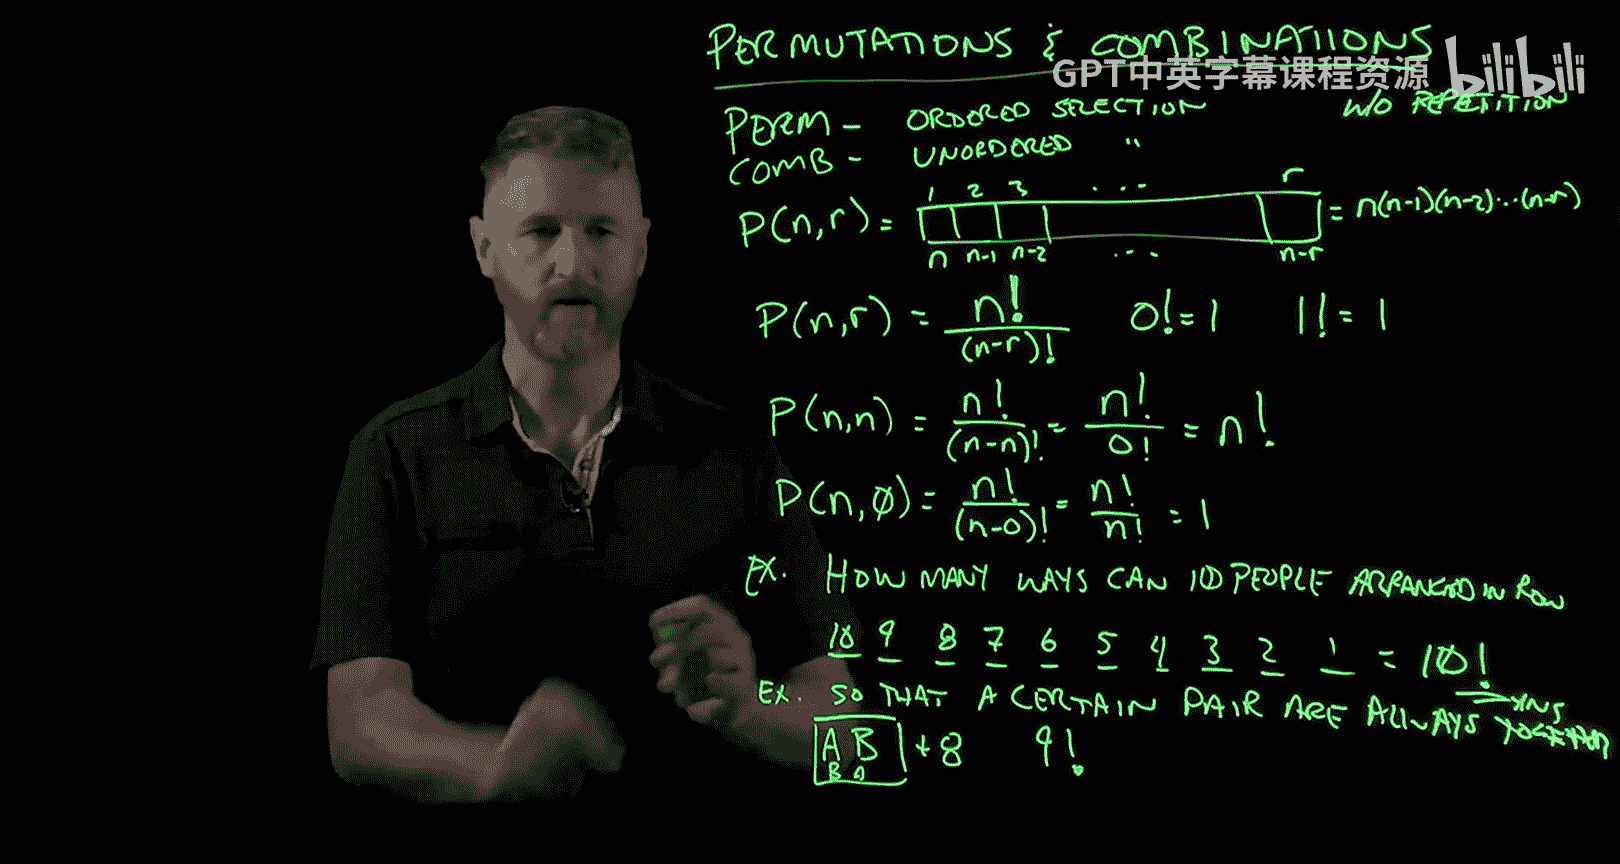 PERMUTATIONS & COMBINATIONS
GPT中英字幕课程资源 bilibili
PERM - ORDERED SELECTION W/O REPETITION
COMB - UNORDERED "
1 2 3 ... r
P(n,r) = = n(n-1)(n-2)...(n-r)
n n-1 n-2 ... n-r
P(n,r) = n!/(n-r)! 0! = 1 1! = 1
P(n,n) = n!/(n-n)! = n!/0! = n!
P(n,∅) = n!/(n-0)! = n!/n! = 1
EX. HOW MANY WAYS CAN 10 PEOPLE ARRANGED IN ROW
10 9 8 7 6 5 4 3 2 1 = 10!
EX. SO THAT A CERTAIN PAIR ARE ALWAYS TOGETHER
AB + 8 9!
B A